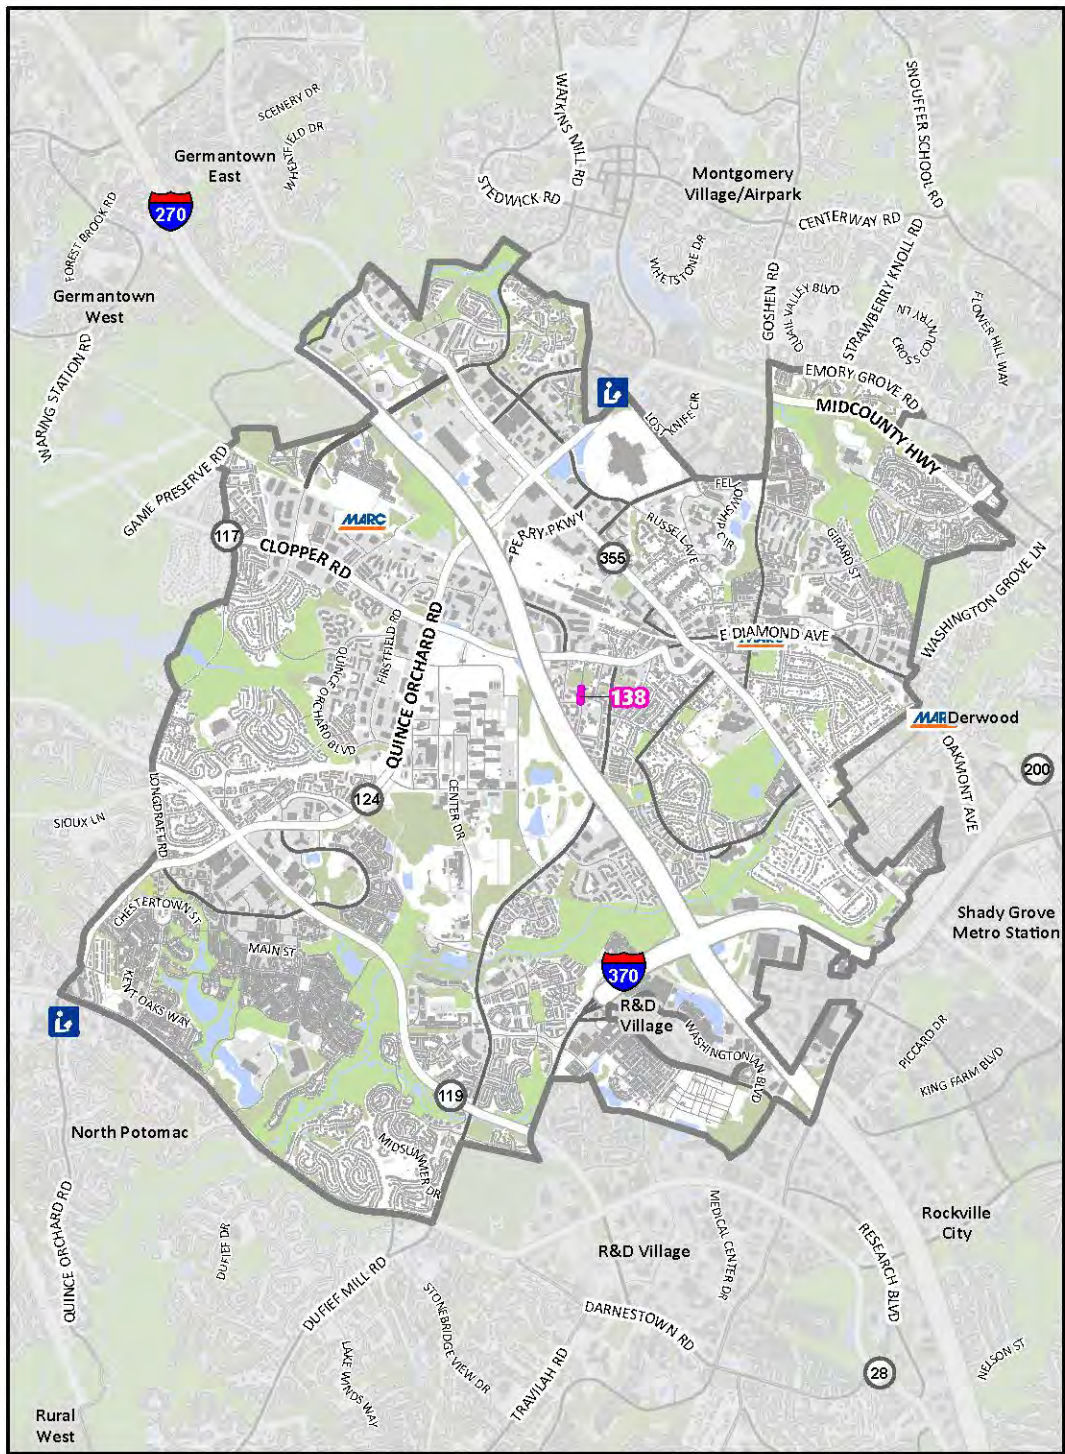 SCENERY DR
WHEATFIELD DR
Germantown
East
270
FOREST BROOK RD
Germantown
West
WARING STATION RD
WATKINS MILL RD
STEDWICK RD
Montgomery
Village/Airpark
SNOUFFER SCHOOL RD
CENTERWAY RD
WHETSTONE DR
GOSHEN RD
QUAIL VALLEY BLVD
STRAWBERRY KNOLL RD
CROSS COUNTRY LN
FLOWER HILL WAY
EMORY GROVE RD
MIDCOUNTY HWY
LOST KNIFE CIR
GAME PRESERVE RD
MARC
117
CLOPPER RD
PERRY PKWY
355
RUSSELL AVE
FELLOWSHIP CIR
GIRARD ST
WASHINGTON GROVE LN
E DIAMOND AVE
MARC
FIRSTFIELD RD
QUINCE ORCHARD RD
QUINCE ORCHARD BLVD
138
MAR
Derwood
OAKMONT AVE
200
LONGDRAFT RD
124
CENTER DR
SIOUX LN
CHESTERTOWN ST
MAIN ST
KENT OAKS WAY
Shady Grove
Metro Station
370
R&D
Village
WASHINGTONIAN BLVD
PICCARD DR
KING FARM BLVD
119
North Potomac
MIDSUMMER DR
QUINCE ORCHARD RD
DUFIEF DR
DUFIEF MILL RD
R&D Village
MEDICAL CENTER DR
Rockville
City
RESEARCH BLVD
STONEBRIDGE VIEW DR
LAKE WINDS WAY
DARNESTOWN RD
TRAVILAH RD
28
NELSON ST
Rural
West